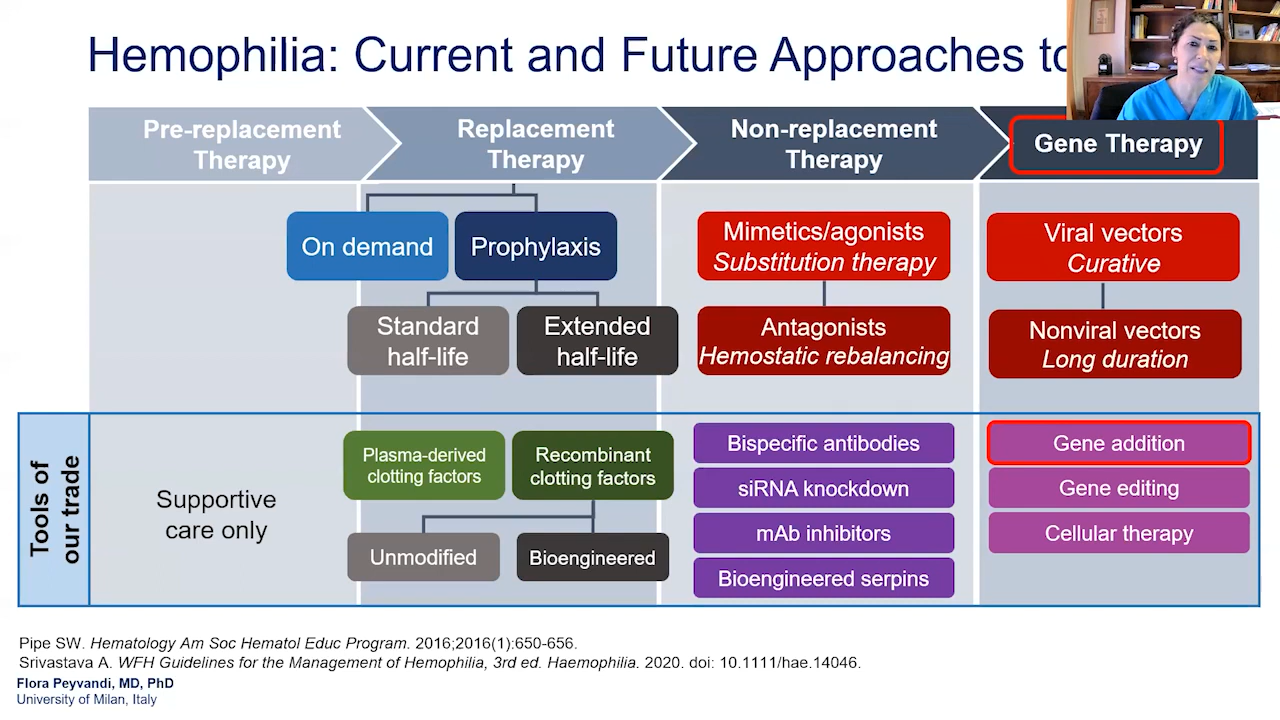 Hemophilia: Current and Future Approaches to
Pre-replacement
Therapy
Replacement
Therapy
Non-replacement
Therapy
Gene Therapy
On demand
Prophylaxis
Standard
half-life
Extended
half-life
Mimetics/agonists
Substitution therapy
Antagonists
Hemostatic rebalancing
Viral vectors
Curative
Nonviral vectors
Long duration
Tools of
our trade
Supportive
care only
Plasma-derived
clotting factors
Recombinant
clotting factors
Unmodified
Bioengineered
Bispecific antibodies
siRNA knockdown
mAb inhibitors
Bioengineered serpins
Gene addition
Gene editing
Cellular therapy
Pipe SW. Hematology Am Soc Hematol Educ Program. 2016;2016(1):650-656.
Srivastava A. WFH Guidelines for the Management of Hemophilia, 3rd ed. Haemophilia. 2020. doi: 10.1111/hae.14046.
Flora Peyvandi, MD, PhD
University of Milan, Italy